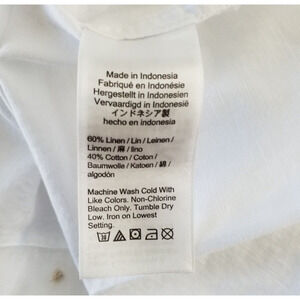 Made in Indonesia
Fabriqué en Indonésie
Hergestellt in Indonesien
Vervaardigd in Indonesië
インドネシア製
hecho en indonesia
60% Linen / Lin / Leinen /
Linnen / 麻 / lino
40% Cotton / Coton /
Baumwolle / Katoen / 綿 /
algodón
Machine Wash Cold With
Like Colors. Non-Chlorine
Bleach Only. Tumble Dry
Low. Iron on Lowest
Setting.